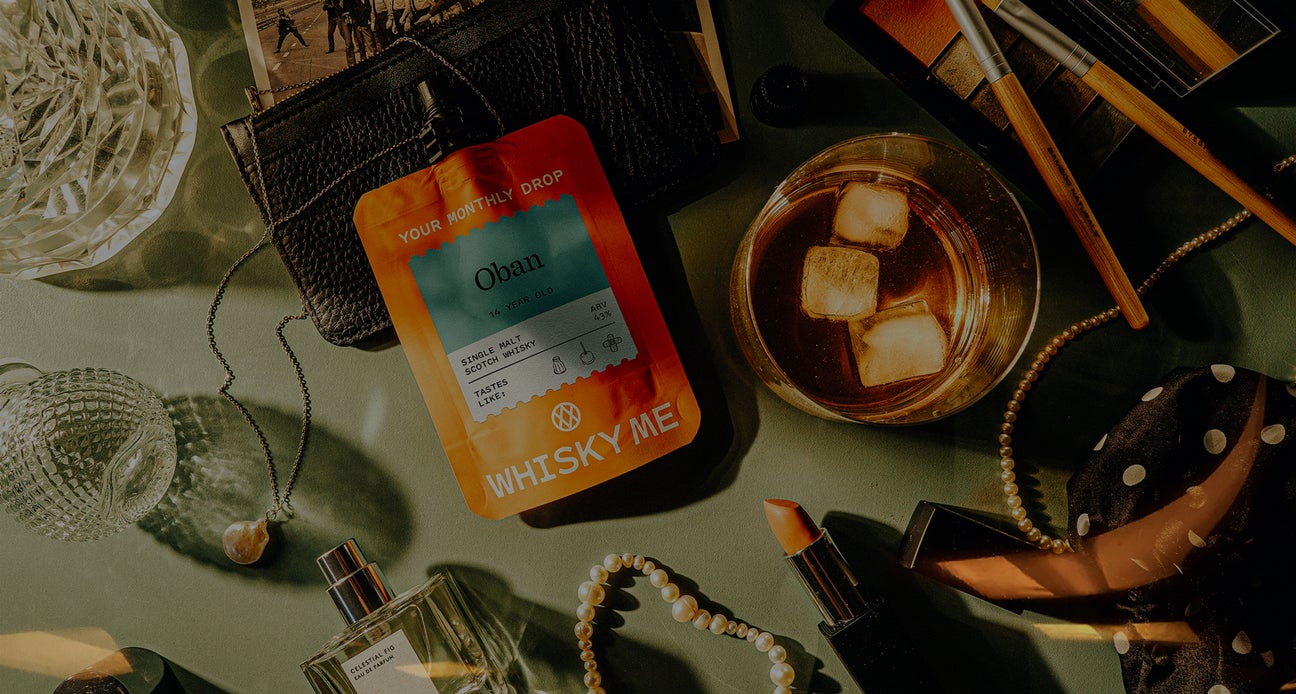 YOUR MONTHLY DROP
Oban
14 YEAR OLD
ABV
43%
SINGLE MALT
SCOTCH WHISKY
TASTES
LIKE:
WHISKY ME
CELESTIAL FIG
EAU DE PARFUM